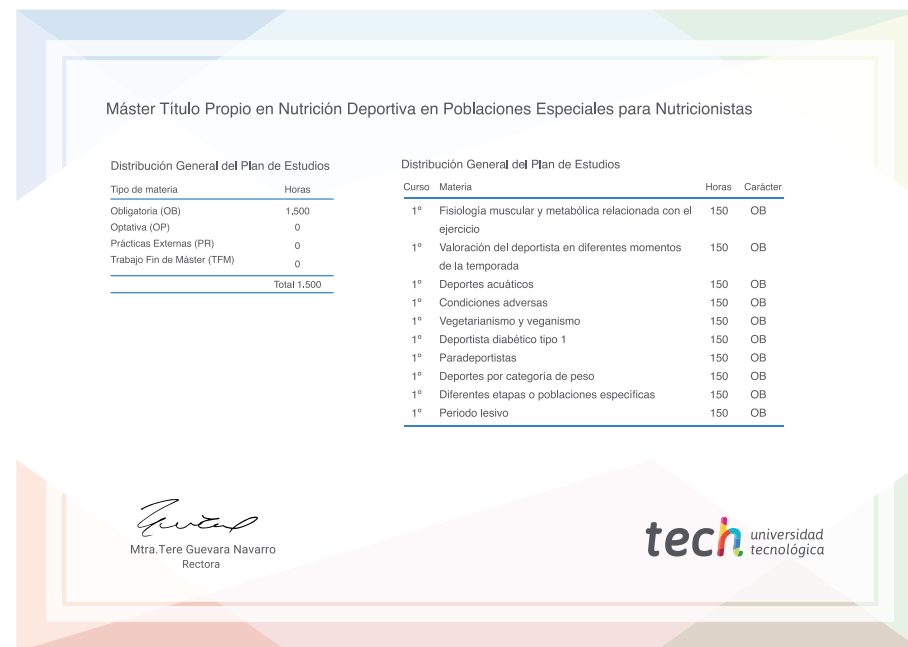 Máster Título Propio en Nutrición Deportiva en Poblaciones Especiales para Nutricionistas
Distribución General del Plan de Estudios
Tipo de materia Horas
Obligatoria (OB) 1.500
Optativa (OP) 0
Prácticas Externas (PR) 0
Trabajo Fin de Máster (TFM) 0
Total 1.500
Distribución General del Plan de Estudios
Curso Materia Horas Carácter
1º Fisiología muscular y metabólica relacionada con el 150 OB
ejercicio
1º Valoración del deportista en diferentes momentos 150 OB
de la temporada
1º Deportes acuáticos 150 OB
1º Condiciones adversas 150 OB
1º Vegetarianismo y veganismo 150 OB
1º Deportista diabético tipo 1 150 OB
1º Paradeportistas 150 OB
1º Deportes por categoría de peso 150 OB
1º Diferentes etapas o poblaciones específicas 150 OB
1º Periodo lesivo 150 OB
Mtra.Tere Guevara Navarro
Rectora
tech universidad
tecnológica